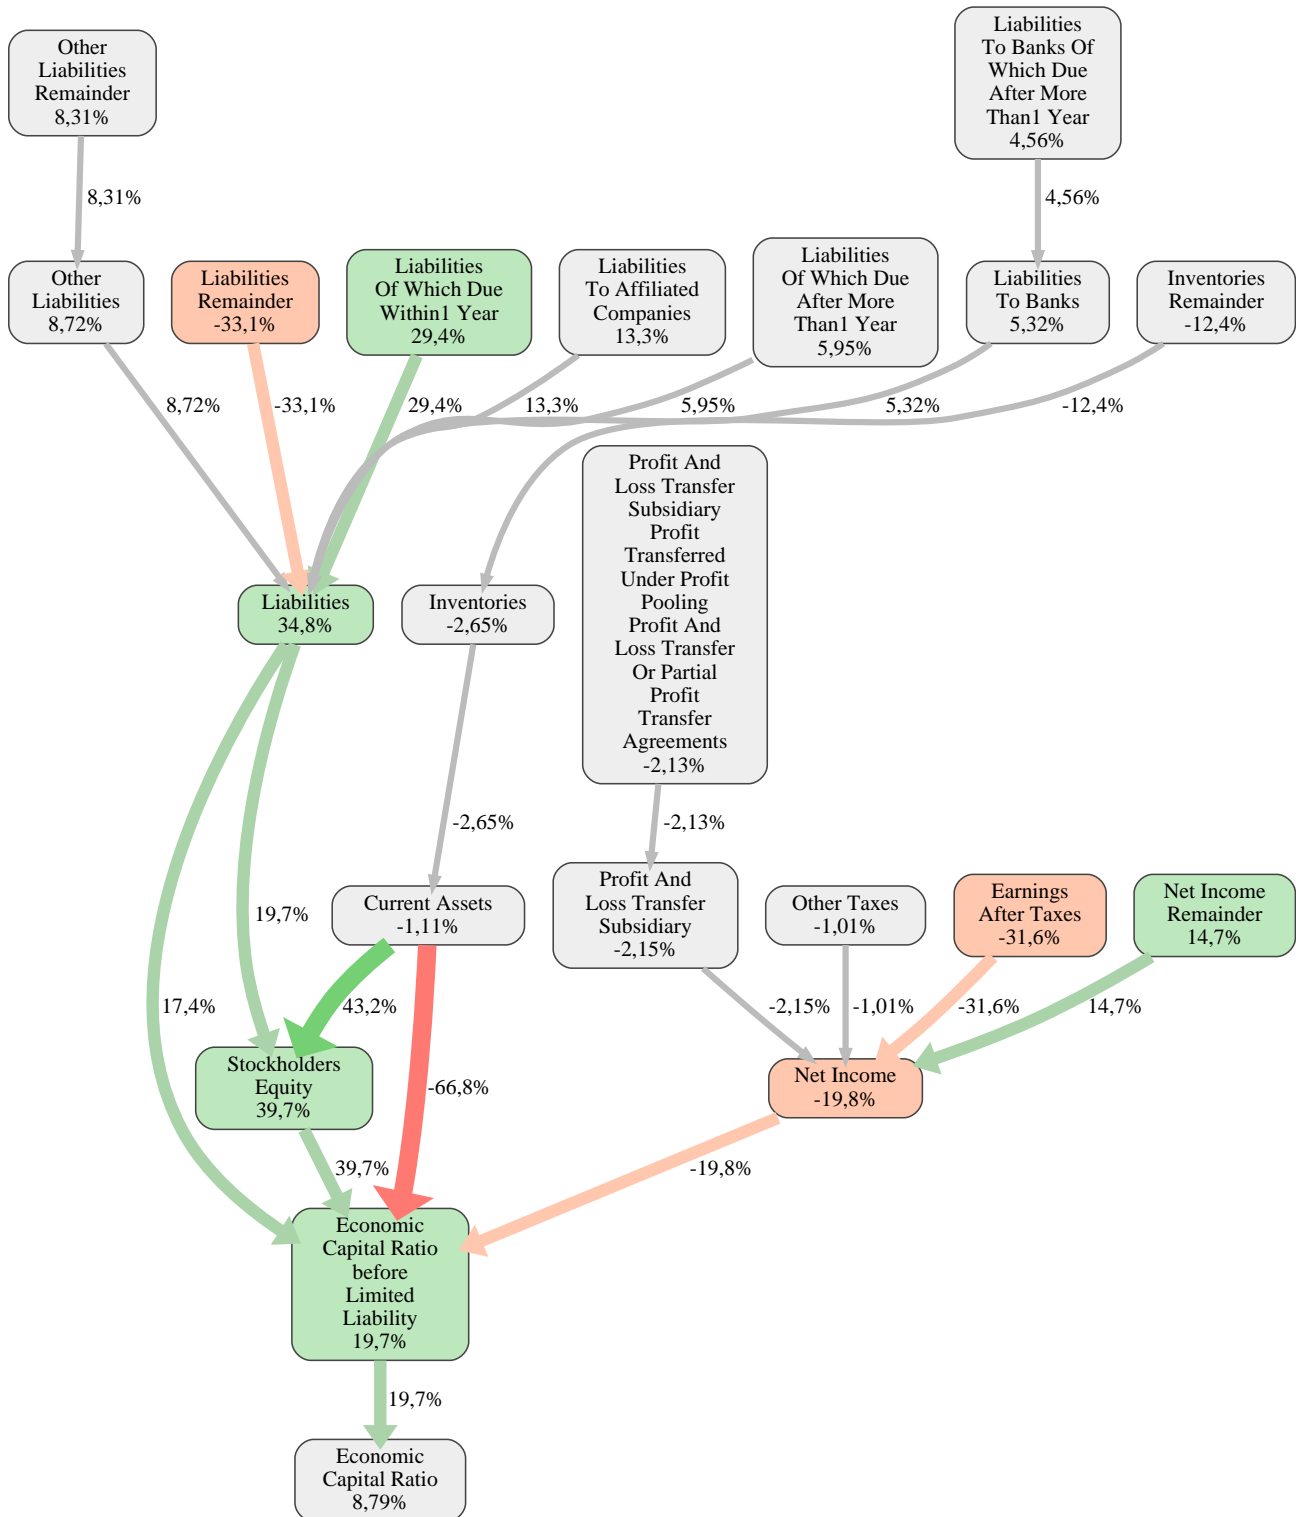 Other
Liabilities
Remainder
8,31%
Liabilities
To Banks Of
Which Due
After More
Than1 Year
4,56%
8,31%
4,56%
Other
Liabilities
8,72%
Liabilities
Remainder
-33,1%
Liabilities
Of Which Due
Within1 Year
29,4%
Liabilities
To Affiliated
Companies
13,3%
Liabilities
Of Which Due
After More
Than1 Year
5,95%
Liabilities
To Banks
5,32%
Inventories
Remainder
-12,4%
8,72%
-33,1%
29,4%
13,3%
5,95%
5,32%
-12,4%
Profit And
Loss Transfer
Subsidiary
Profit
Transferred
Under Profit
Pooling
Profit And
Loss Transfer
Or Partial
Profit
Transfer
Agreements
-2,13%
Liabilities
34,8%
Inventories
-2,65%
-2,65%
-2,13%
Current Assets
-1,11%
Profit And
Loss Transfer
Subsidiary
-2,15%
Other Taxes
-1,01%
Earnings
After Taxes
-31,6%
Net Income
Remainder
14,7%
19,7%
17,4%
43,2%
-2,15%
-1,01%
-31,6%
14,7%
Stockholders
Equity
39,7%
-66,8%
Net Income
-19,8%
39,7%
-19,8%
Economic
Capital Ratio
before
Limited
Liability
19,7%
19,7%
Economic
Capital Ratio
8,79%